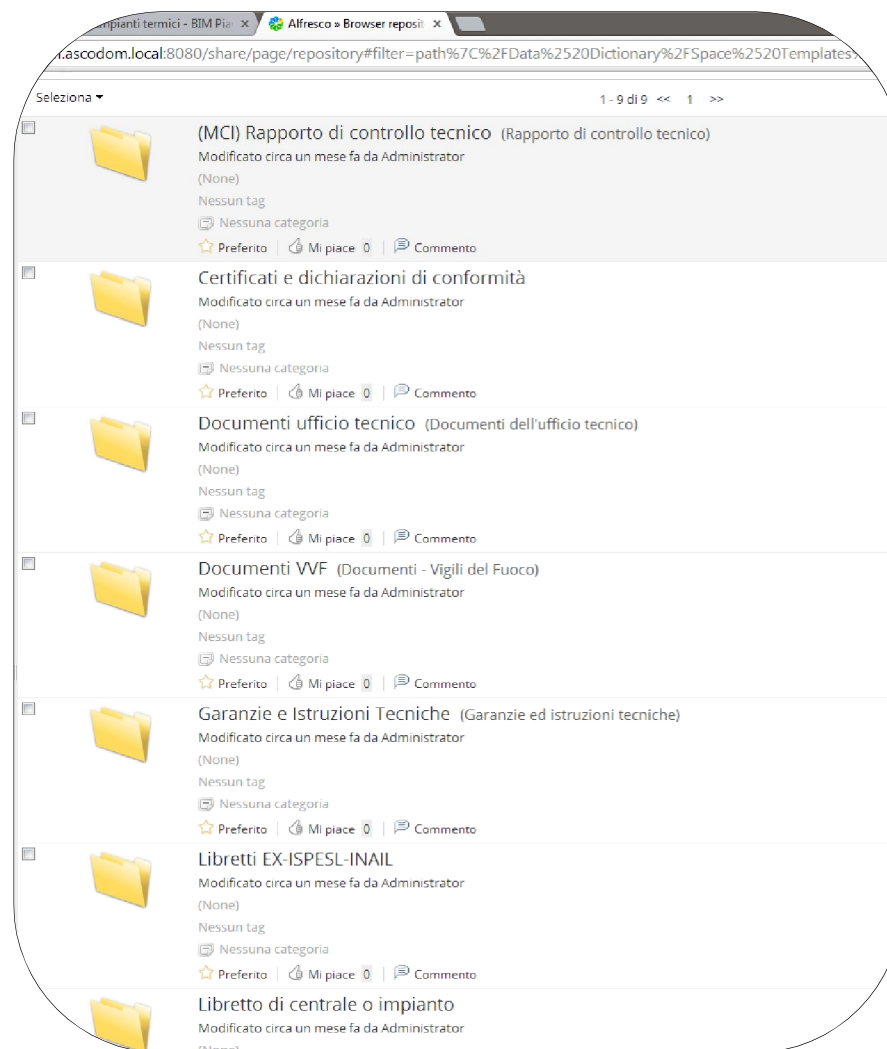 mpianti termici - BIM Pia x Alfresco » Browser reposit x
.ascodom.local:8080/share/page/repository#filter=path%7C%2FData%2520Dictionary%2FSpace%2520Templates
Seleziona
1 - 9 di 9 << 1 >>
(MCI) Rapporto di controllo tecnico (Rapporto di controllo tecnico)
Modificato circa un mese fa da Administrator
(None)
Nessun tag
Nessuna categoria
Preferito | Mi piace 0 | Commento
Certificati e dichiarazioni di conformità
Modificato circa un mese fa da Administrator
(None)
Nessun tag
Nessuna categoria
Preferito | Mi piace 0 | Commento
Documenti ufficio tecnico (Documenti dell'ufficio tecnico)
Modificato circa un mese fa da Administrator
(None)
Nessun tag
Nessuna categoria
Preferito | Mi piace 0 | Commento
Documenti VVF (Documenti - Vigili del Fuoco)
Modificato circa un mese fa da Administrator
(None)
Nessun tag
Nessuna categoria
Preferito | Mi piace 0 | Commento
Garanzie e Istruzioni Tecniche (Garanzie ed istruzioni tecniche)
Modificato circa un mese fa da Administrator
(None)
Nessun tag
Nessuna categoria
Preferito | Mi piace 0 | Commento
Libretti EX-ISPESL-INAIL
Modificato circa un mese fa da Administrator
(None)
Nessun tag
Nessuna categoria
Preferito | Mi piace 0 | Commento
Libretto di centrale o impianto
Modificato circa un mese fa da Administrator